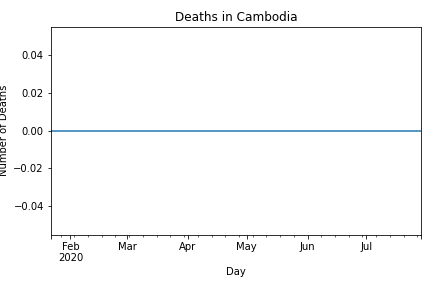 Deaths in Cambodia
Number of Deaths
0.04
0.02
0.00
−0.02
−0.04
Feb
2020
Mar
Apr
May
Jun
Jul
Day